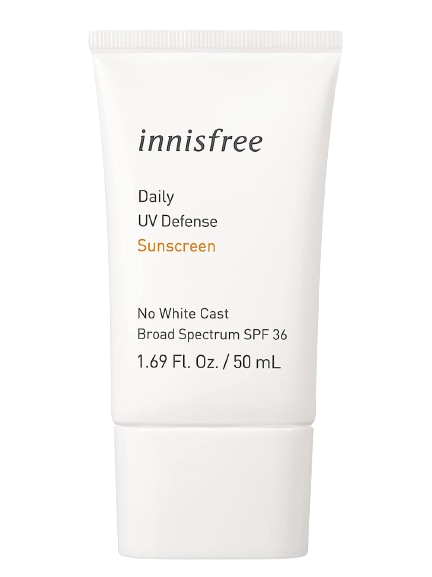 innisfree
Daily
UV Defense
Sunscreen
No White Cast
Broad Spectrum SPF 36
1.69 Fl. Oz. / 50 mL